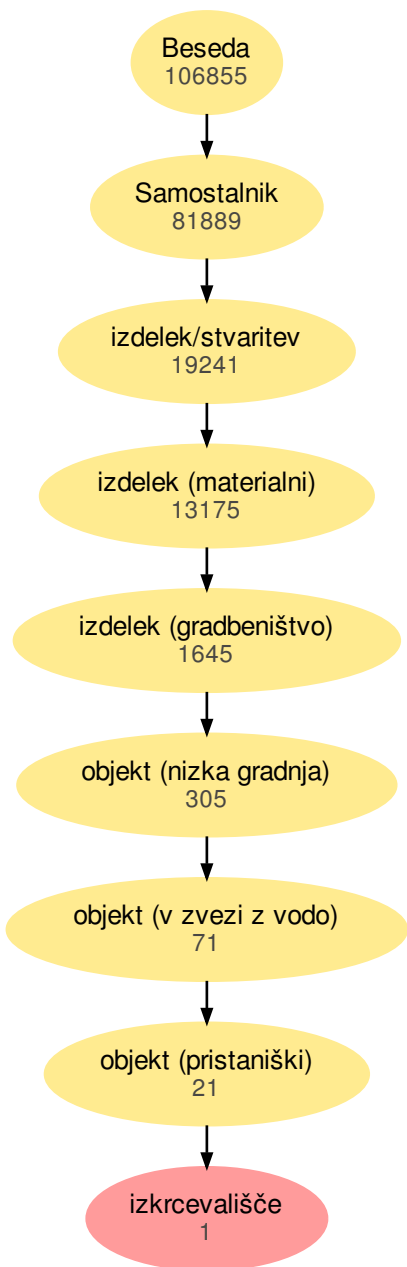 Beseda
106855
Samostalnik
81889
izdelek/stvaritev
19241
izdelek (materialni)
13175
izdelek (gradbeništvo)
1645
objekt (nizka gradnja)
305
objekt (v zvezi z vodo)
71
objekt (pristaniški)
21
izkrcevališče
1